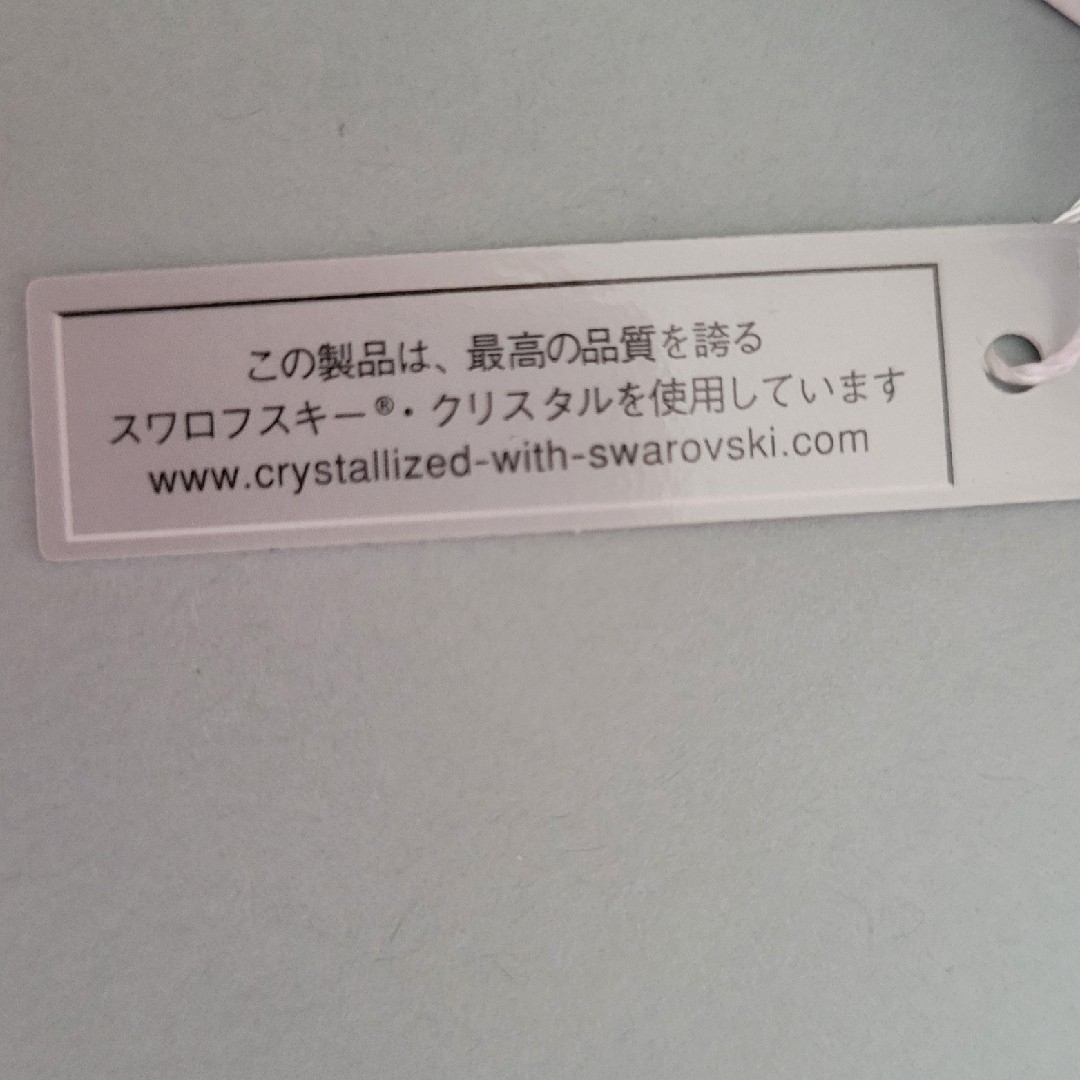 この製品は、最高の品質を誇る
スワロフスキー®・クリスタルを使用しています
www.crystallized-with-swarovski.com